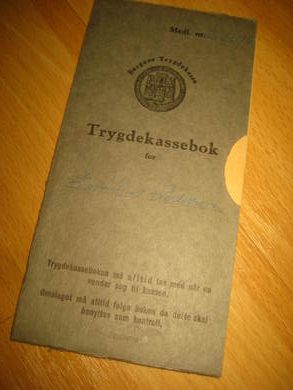 Medl. nr.
Bergens Trygdekasse
Trygdekassebok
for
Trygdekasseboken må alltid tas med når en
vender seg til kassen.
Omslaget må alltid følge boken da dette skal
benyttes som kontroll.